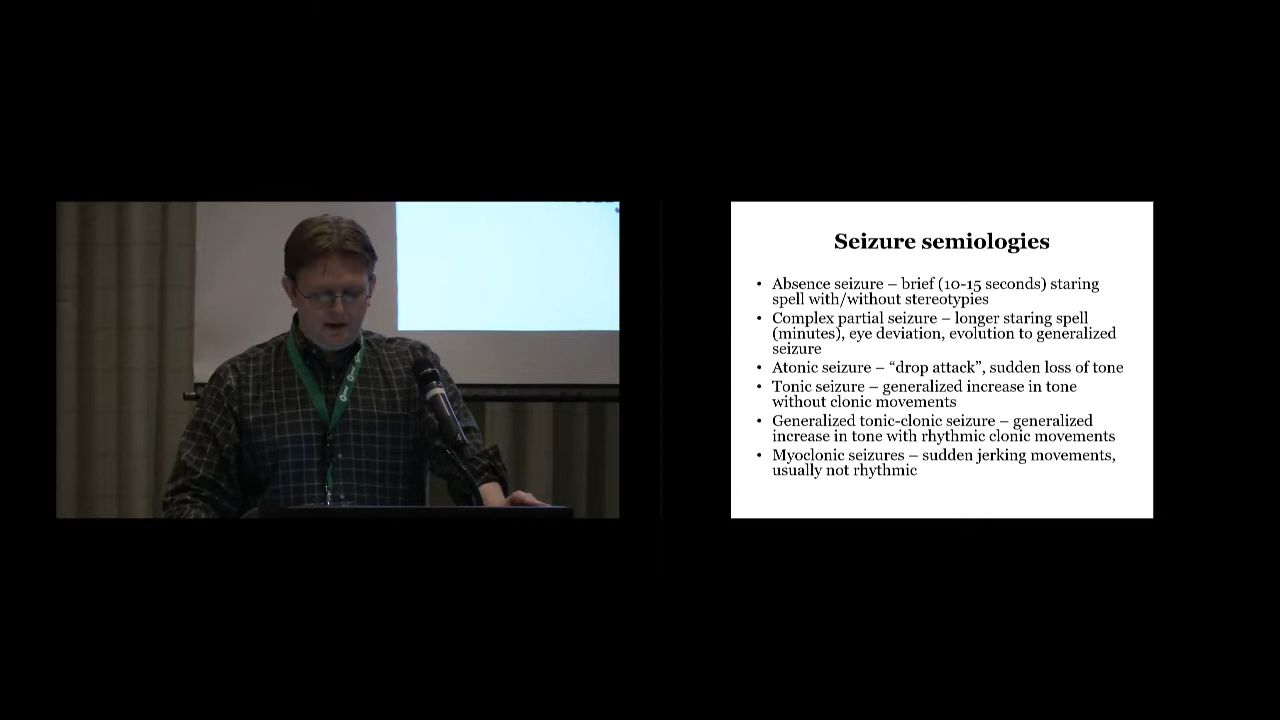 Seizure semiologies
• Absence seizure – brief (10-15 seconds) staring
spell with/without stereotypies
• Complex partial seizure – longer staring spell
(minutes), eye deviation, evolution to generalized
seizure
• Atonic seizure – “drop attack”, sudden loss of tone
• Tonic seizure – generalized increase in tone
without clonic movements
• Generalized tonic-clonic seizure – generalized
increase in tone with rhythmic clonic movements
• Myoclonic seizures – sudden jerking movements,
usually not rhythmic